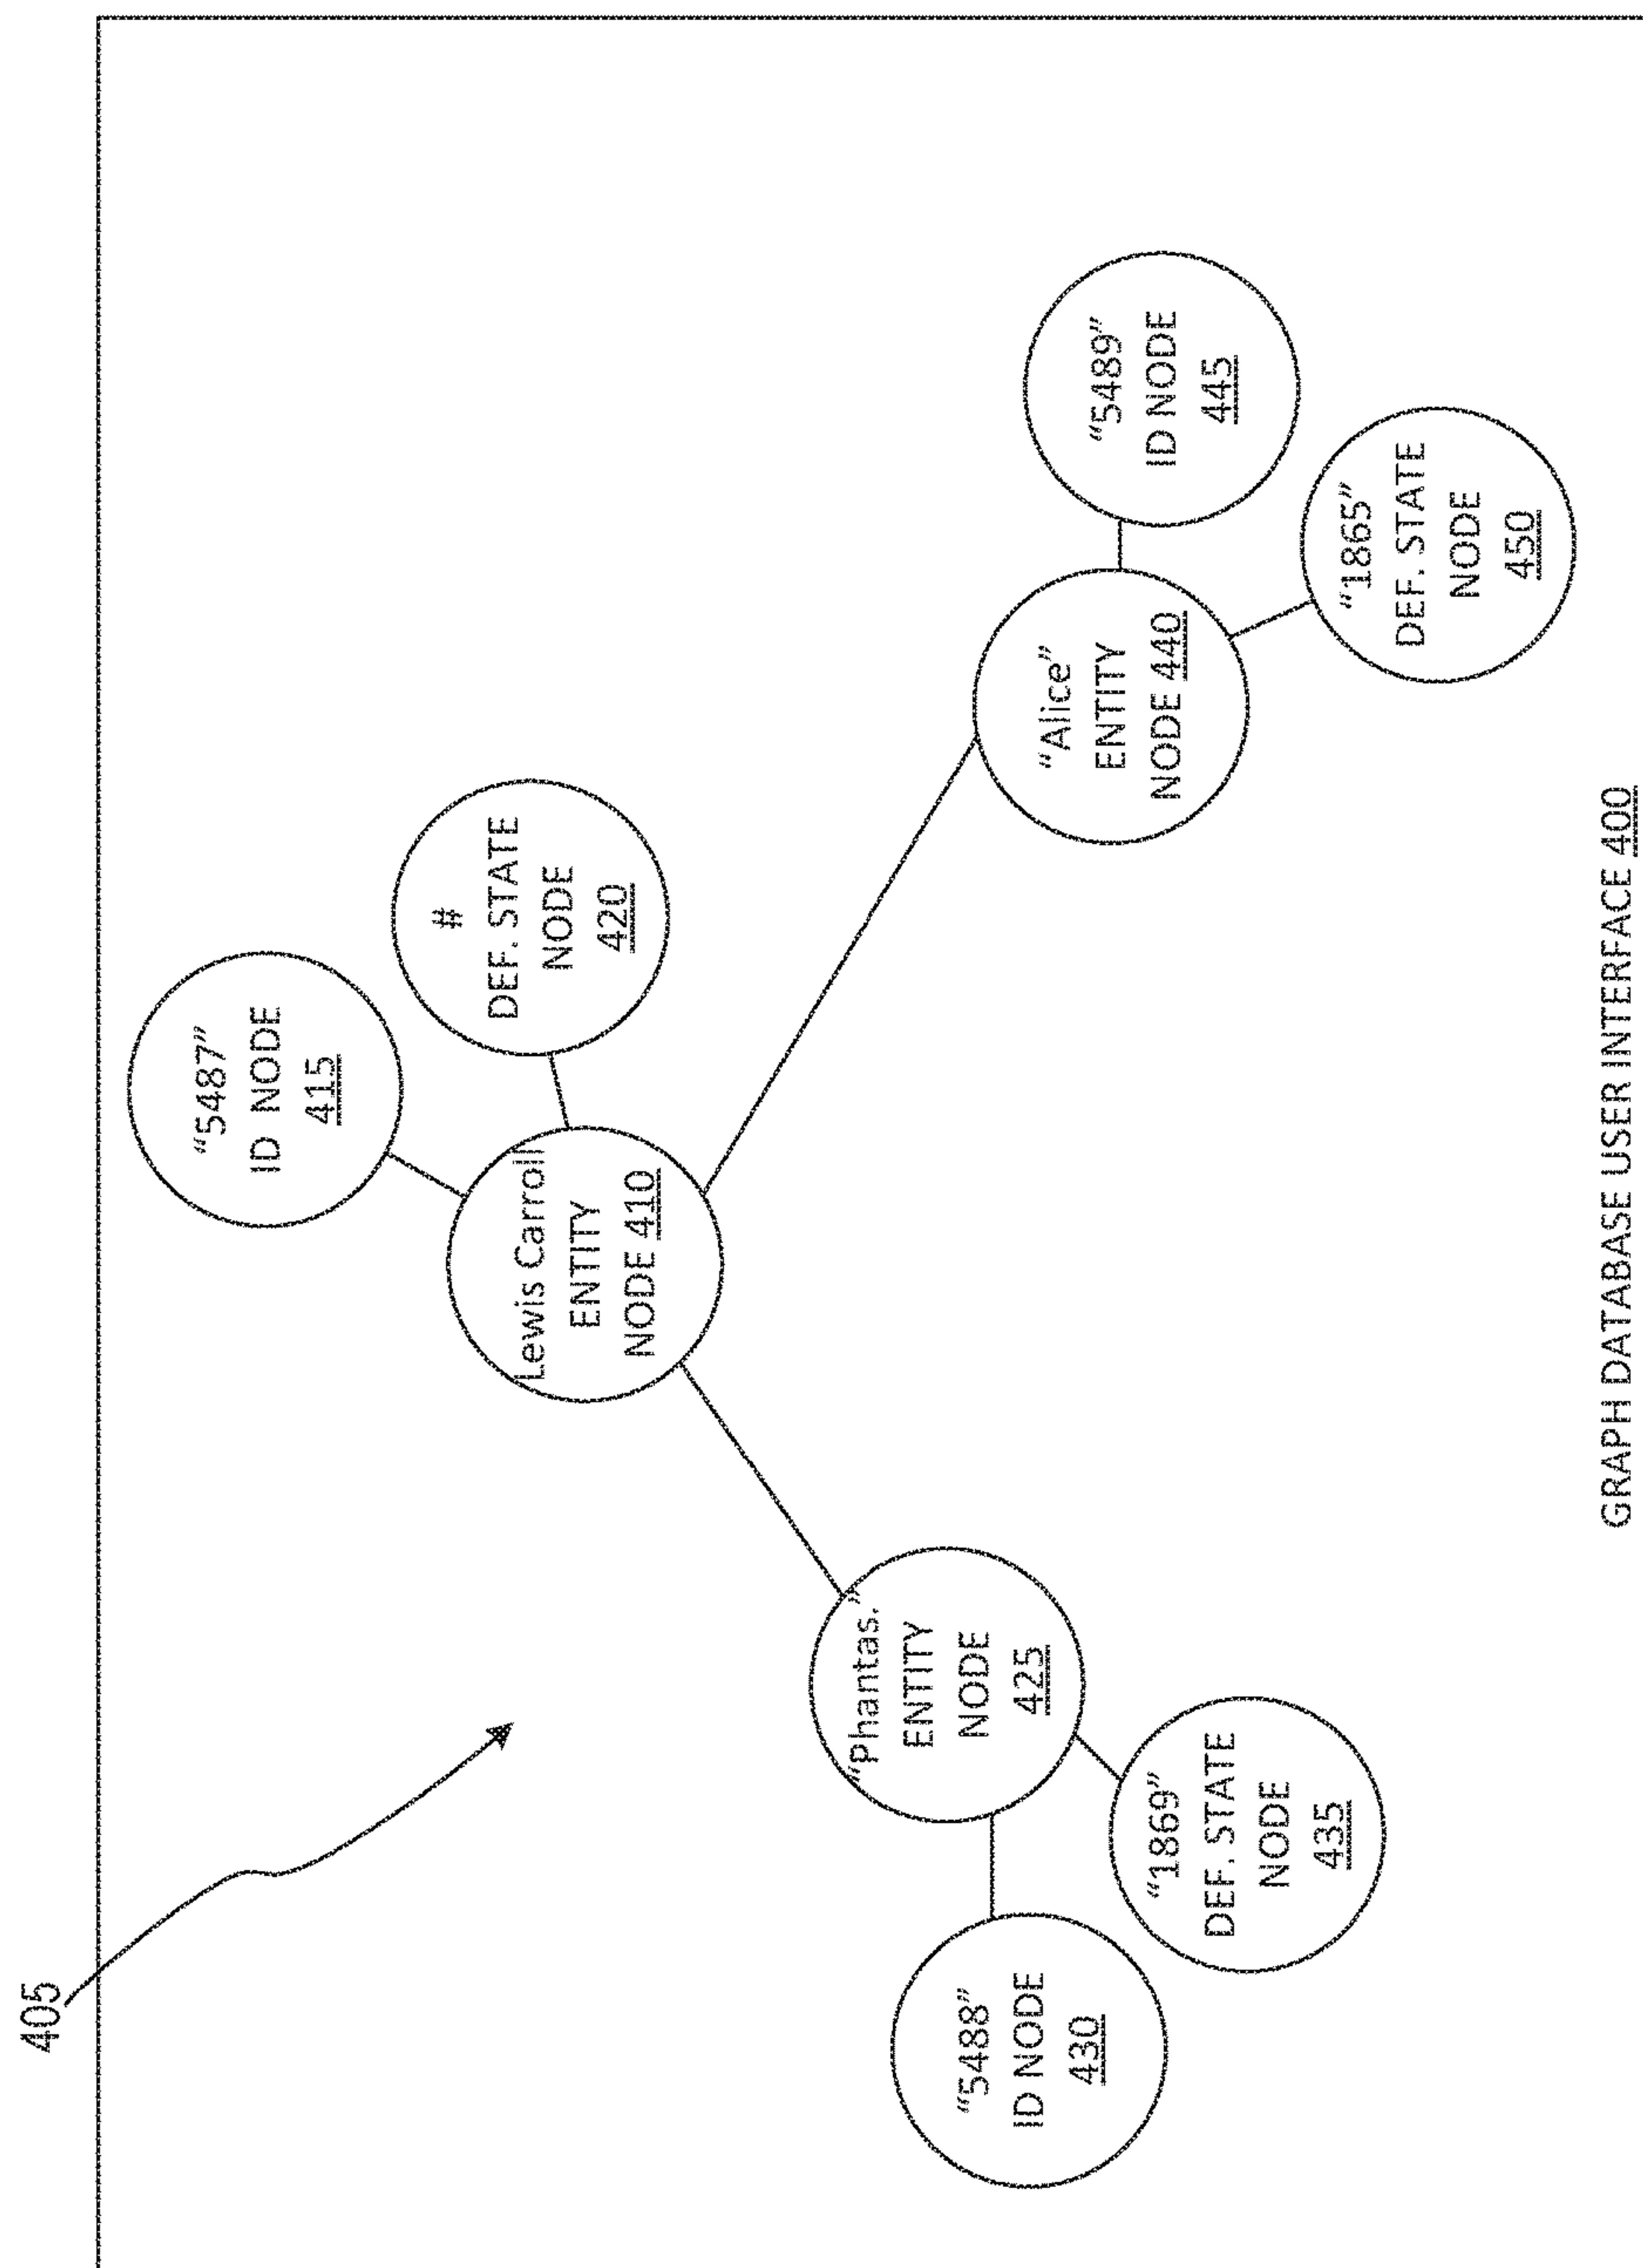 405
"5487"
ID NODE
415
#
DEF. STATE
NODE
420
Lewis Carroll
ENTITY
NODE 410
"Phantas."
ENTITY
NODE
425
"5488"
ID NODE
430
"1869"
DEF. STATE
NODE
435
"Alice"
ENTITY
NODE 440
"5489"
ID NODE
445
"1865"
DEF. STATE
NODE
450
GRAPH DATABASE USER INTERFACE 400